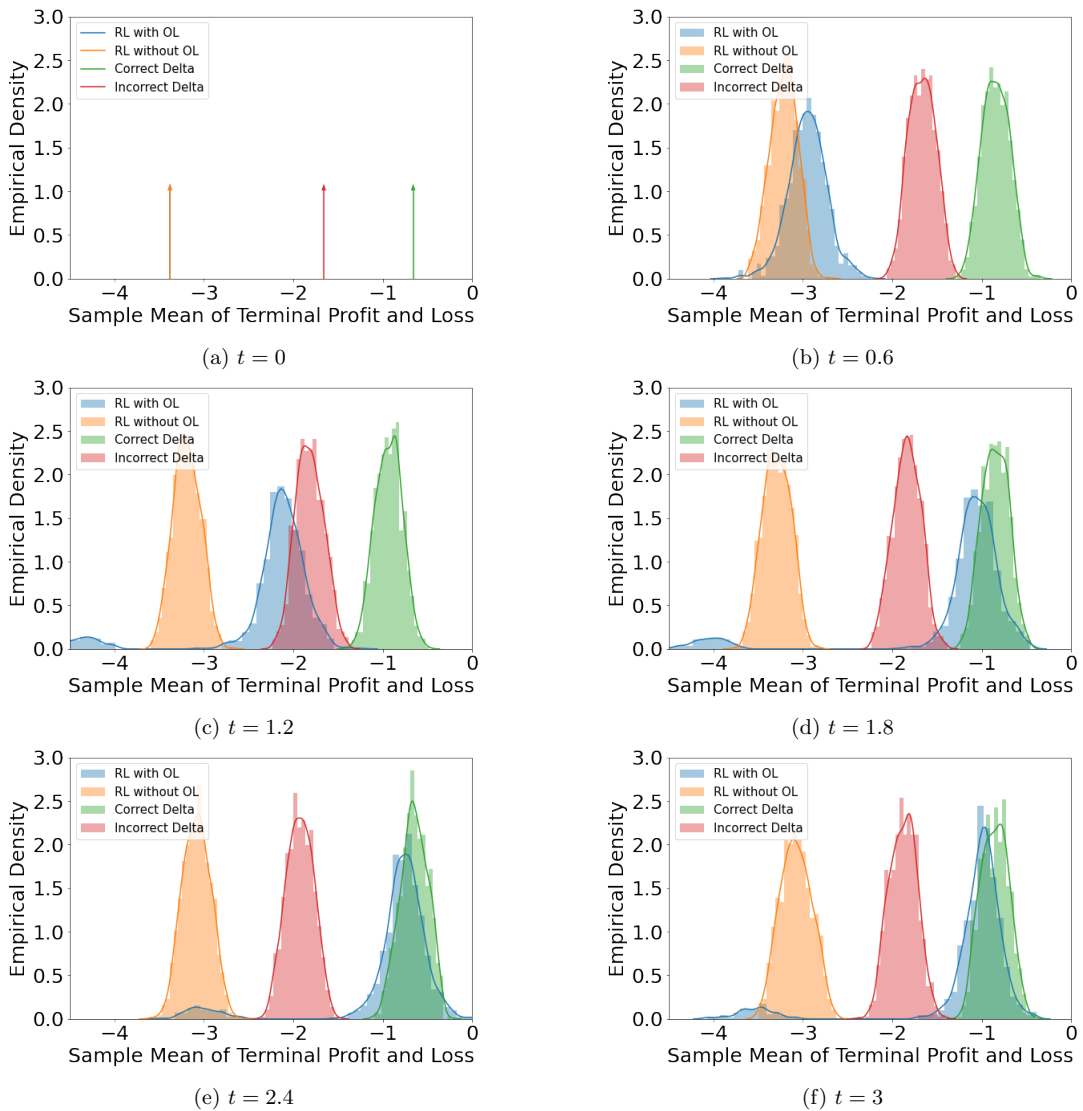 3.0
2.5
2.0
1.5
1.0
0.5
0.0
Empirical Density
RL with OL
RL without OL
Correct Delta
Incorrect Delta
−4 −3 −2 −1 0
Sample Mean of Terminal Profit and Loss
(a) t = 0
3.0
2.5
2.0
1.5
1.0
0.5
0.0
Empirical Density
RL with OL
RL without OL
Correct Delta
Incorrect Delta
−4 −3 −2 −1 0
Sample Mean of Terminal Profit and Loss
(b) t = 0.6
3.0
2.5
2.0
1.5
1.0
0.5
0.0
Empirical Density
RL with OL
RL without OL
Correct Delta
Incorrect Delta
−4 −3 −2 −1 0
Sample Mean of Terminal Profit and Loss
(c) t = 1.2
3.0
2.5
2.0
1.5
1.0
0.5
0.0
Empirical Density
RL with OL
RL without OL
Correct Delta
Incorrect Delta
−4 −3 −2 −1 0
Sample Mean of Terminal Profit and Loss
(d) t = 1.8
3.0
2.5
2.0
1.5
1.0
0.5
0.0
Empirical Density
RL with OL
RL without OL
Correct Delta
Incorrect Delta
−4 −3 −2 −1 0
Sample Mean of Terminal Profit and Loss
(e) t = 2.4
3.0
2.5
2.0
1.5
1.0
0.5
0.0
Empirical Density
RL with OL
RL without OL
Correct Delta
Incorrect Delta
−4 −3 −2 −1 0
Sample Mean of Terminal Profit and Loss
(f) t = 3